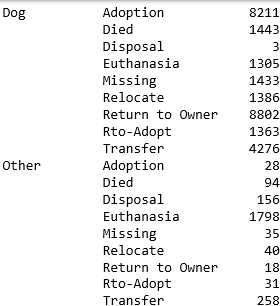 Dog Adoption 8211
Died 1443
Disposal 3
Euthanasia 1305
Missing 1433
Relocate 1386
Return to Owner 8802
Rto-Adopt 1363
Transfer 4276
Other Adoption 28
Died 94
Disposal 156
Euthanasia 1798
Missing 35
Relocate 40
Return to Owner 18
Rto-Adopt 31
Transfer 258